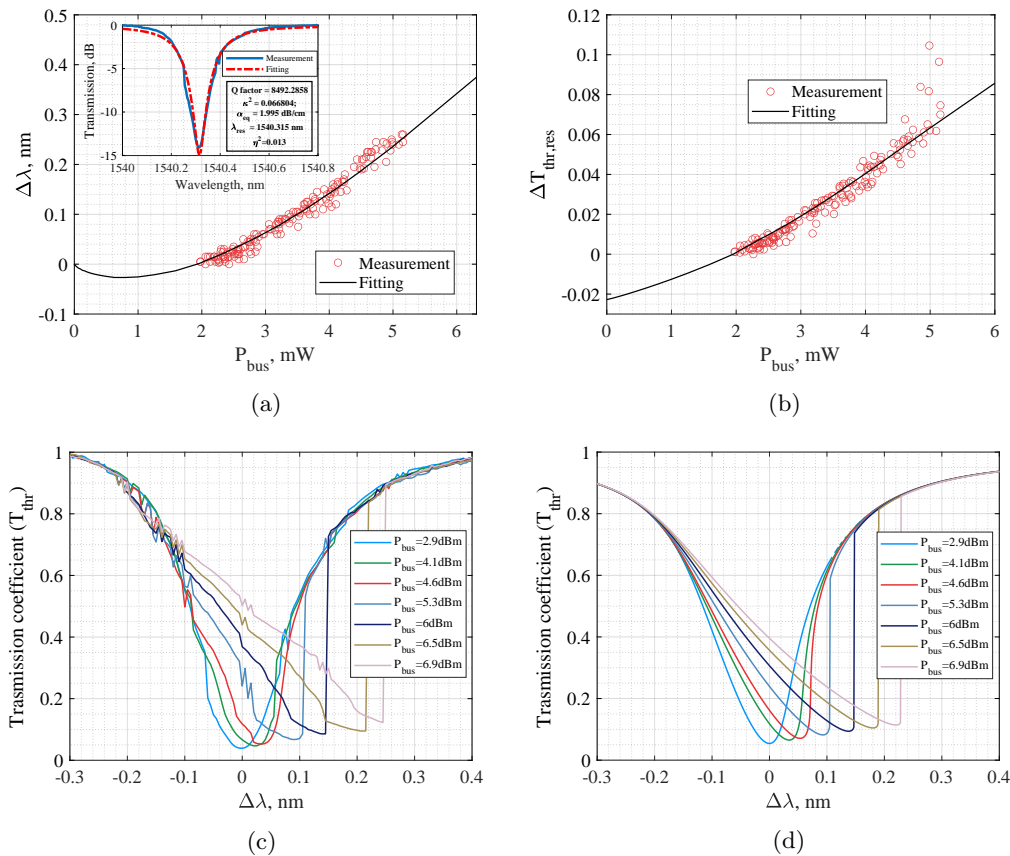 0.5
0.4
0.3
0.2
0.1
0
-0.1
Δλ, nm
0 1 2 3 4 5 6
P_bus, mW
Measurement
Fitting
0
-5
-10
-15
Transmission, dB
1540 1540.2 1540.4 1540.6 1540.8
Wavelength, nm
Measurement
Fitting
Q factor = 8492.2858
κ² = 0.066804;
α_eq = 1.995 dB/cm
λ_res = 1540.315 nm
η²=0.013
(a)
0.12
0.1
0.08
0.06
0.04
0.02
0
-0.02
ΔT_thr,res
0 1 2 3 4 5 6
P_bus, mW
Measurement
Fitting
(b)
1
0.8
0.6
0.4
0.2
0
Trasmission coefficient (T_thr)
-0.3 -0.2 -0.1 0 0.1 0.2 0.3 0.4
Δλ, nm
P_bus=2.9dBm
P_bus=4.1dBm
P_bus=4.6dBm
P_bus=5.3dBm
P_bus=6dBm
P_bus=6.5dBm
P_bus=6.9dBm
(c)
1
0.8
0.6
0.4
0.2
0
Trasmission coefficient (T_thr)
-0.3 -0.2 -0.1 0 0.1 0.2 0.3 0.4
Δλ, nm
P_bus=2.9dBm
P_bus=4.1dBm
P_bus=4.6dBm
P_bus=5.3dBm
P_bus=6dBm
P_bus=6.5dBm
P_bus=6.9dBm
(d)